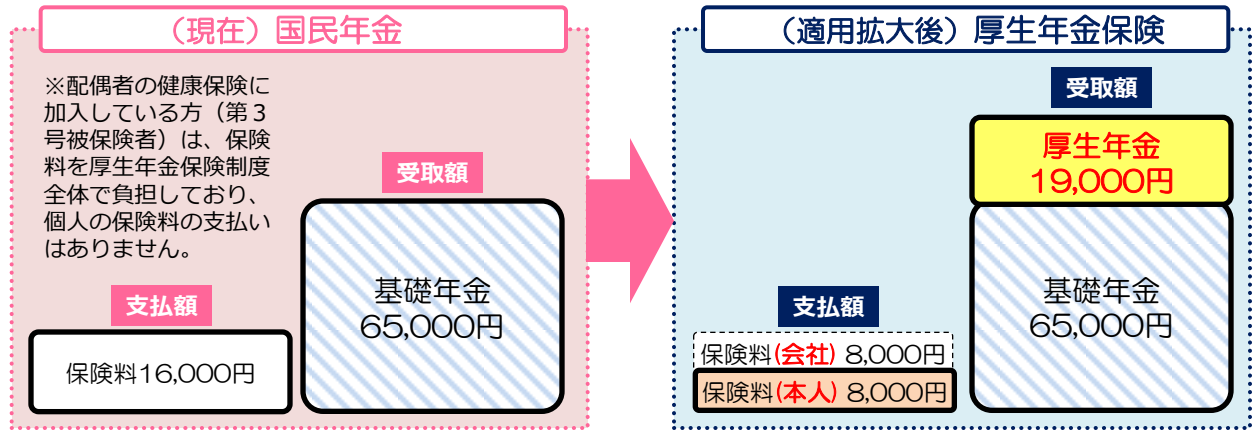 （現在）国民年金
※配偶者の健康保険に
加入している方（第３
号被保険者）は、保険
料を厚生年金保険制度
全体で負担しており、
個人の保険料の支払い
はありません。
支払額
保険料16,000円
受取額
基礎年金
65,000円
（適用拡大後）厚生年金保険
支払額
保険料(会社) 8,000円
保険料(本人) 8,000円
受取額
厚生年金
19,000円
基礎年金
65,000円